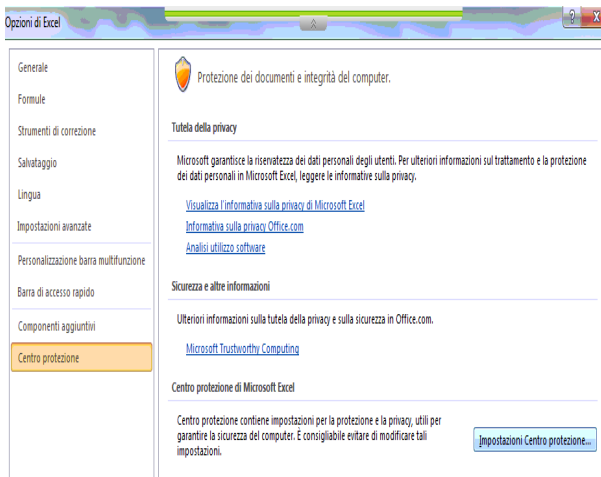 Opzioni di Excel
?
X
Generale
Formule
Strumenti di correzione
Salvataggio
Lingua
Impostazioni avanzate
Personalizzazione barra multifunzione
Barra di accesso rapido
Componenti aggiuntivi
Centro protezione
Protezione dei documenti e integrità del computer.
Tutela della privacy
Microsoft garantisce la riservatezza dei dati personali degli utenti. Per ulteriori informazioni sul trattamento e la protezione
dei dati personali in Microsoft Excel, leggere le informative sulla privacy.
Visualizza l'informativa sulla privacy di Microsoft Excel
Informativa sulla privacy Office.com
Analisi utilizzo software
Sicurezza e altre informazioni
Ulteriori informazioni sulla tutela della privacy e sulla sicurezza in Office.com.
Microsoft Trustworthy Computing
Centro protezione di Microsoft Excel
Centro protezione contiene impostazioni per la protezione e la privacy, utili per
garantire la sicurezza del computer. È consigliabile evitare di modificare tali
impostazioni.
Impostazioni Centro protezione...